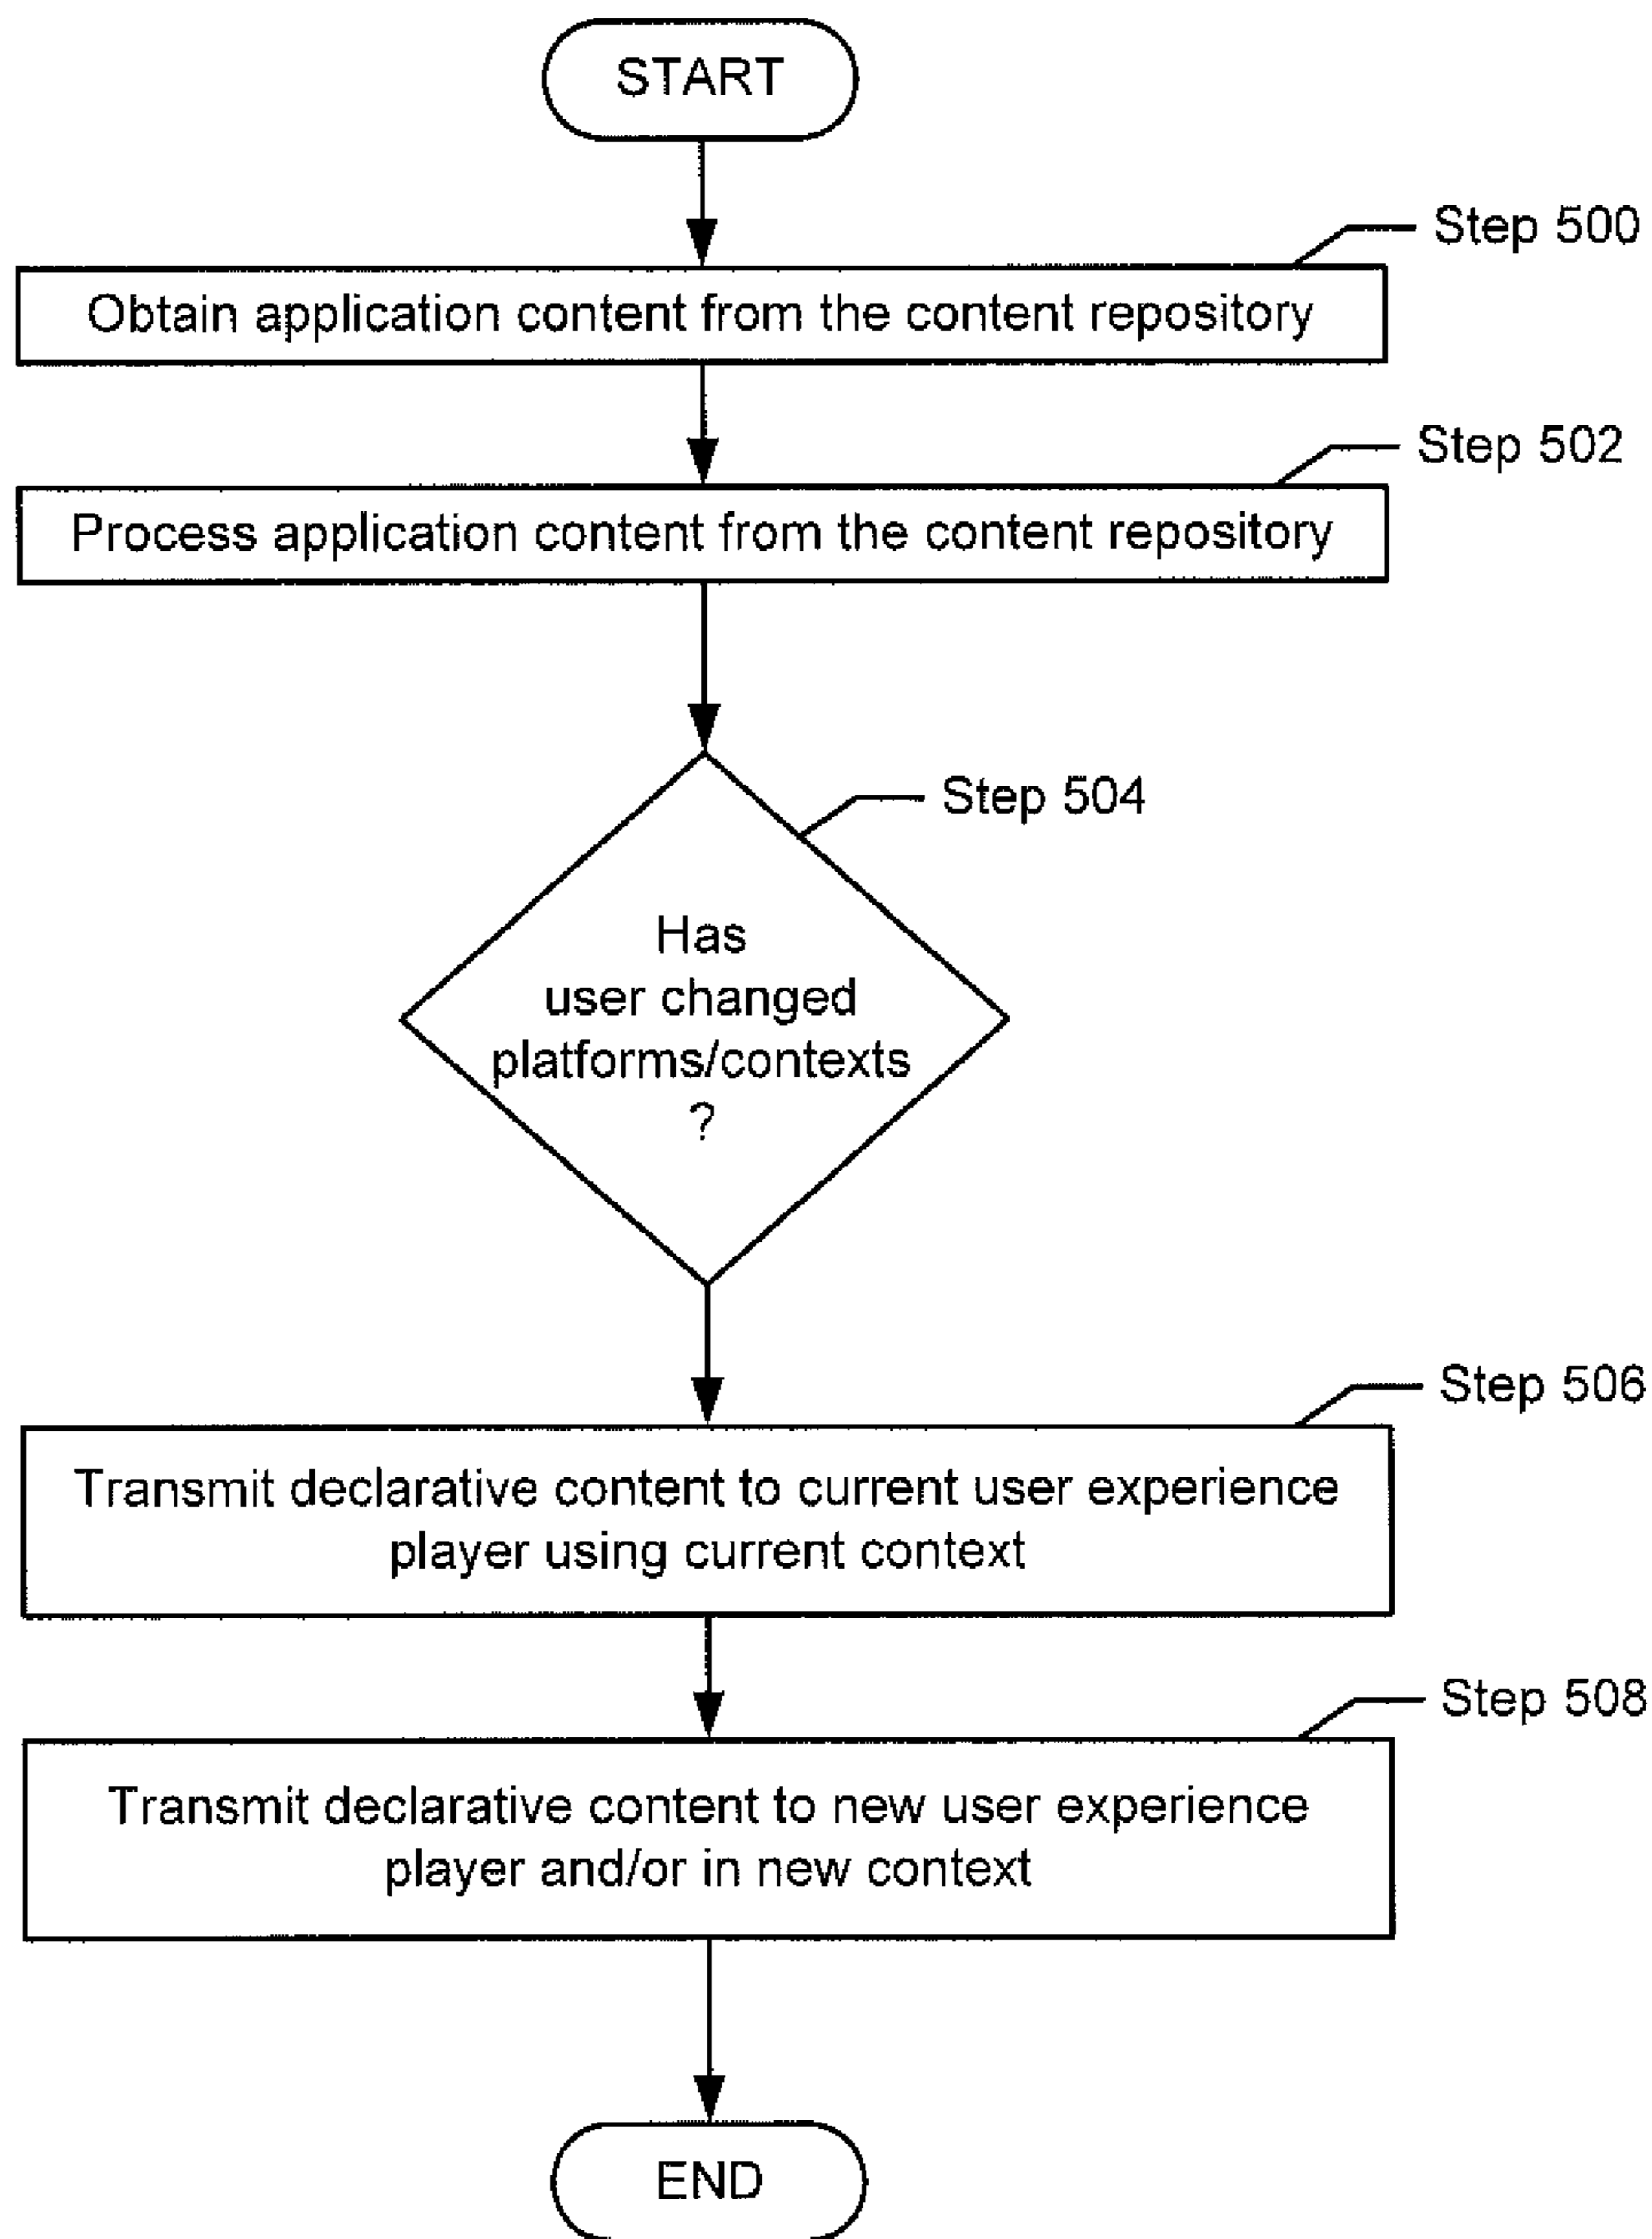 START
Step 500
Obtain application content from the content repository
Step 502
Process application content from the content repository
Step 504
Has
user changed
platforms/contexts
?
Step 506
Transmit declarative content to current user experience
player using current context
Step 508
Transmit declarative content to new user experience
player and/or in new context
END